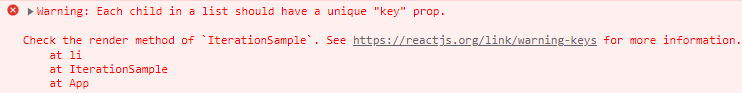 Warning: Each child in a list should have a unique "key" prop.
Check the render method of `IterationSample`. See https://reactjs.org/link/warning-keys for more information.
at li
at IterationSample
at App